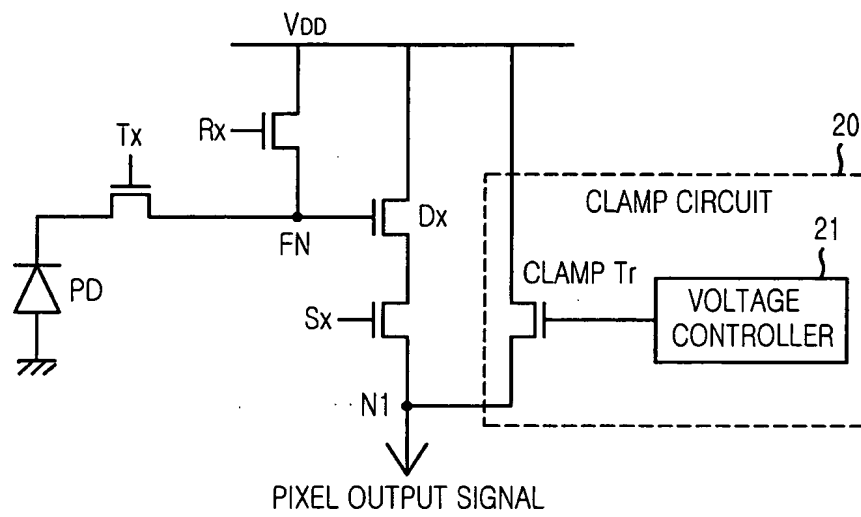 VDD
20
Rx
Tx
CLAMP CIRCUIT
21
FN
Dx
CLAMP Tr
VOLTAGE
CONTROLLER
PD
Sx
N1
PIXEL OUTPUT SIGNAL